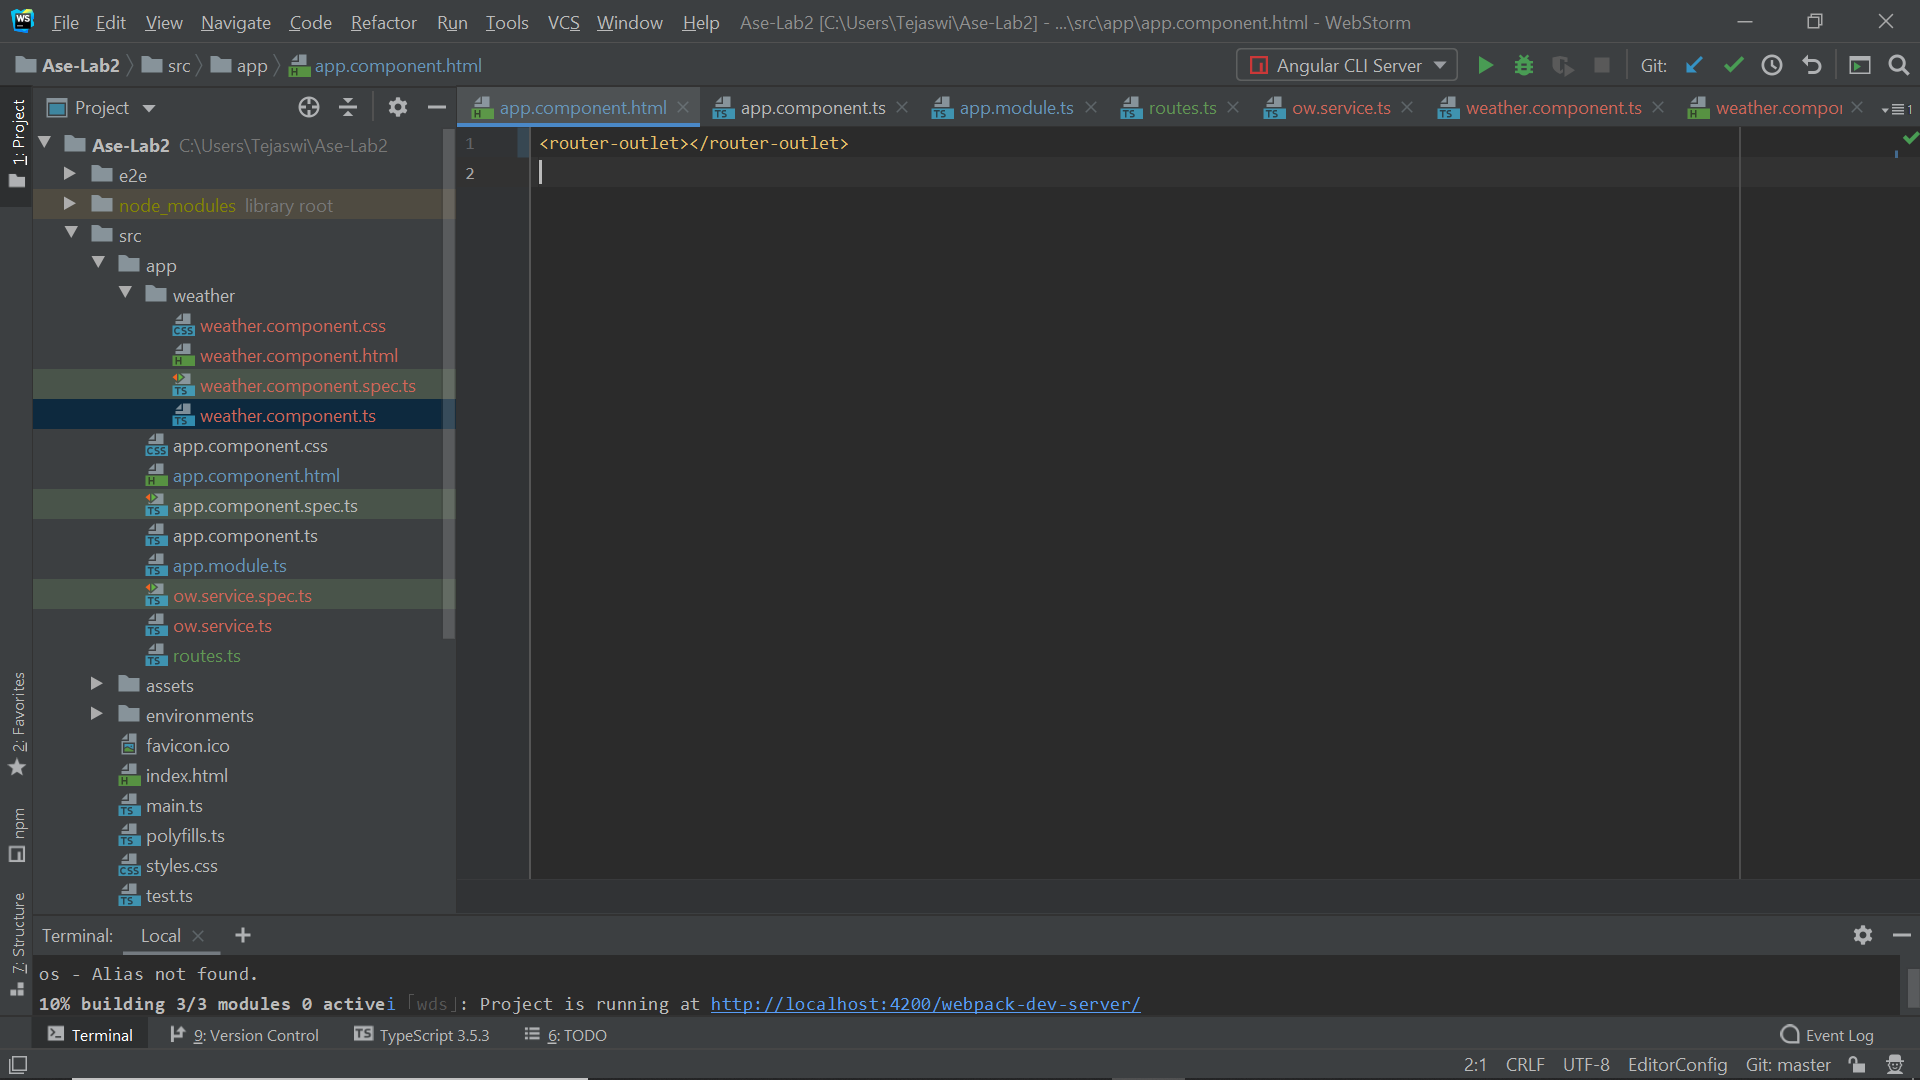 WS File Edit View Navigate Code Refactor Run Tools VCS Window Help Ase-Lab2 [C:\Users\Tejaswi\Ase-Lab2] - ...\src\app\app.component.html - WebStorm
Ase-Lab2 src app app.component.html Angular CLI Server Git:
1: Project
Project
app.component.html app.component.ts app.module.ts routes.ts ow.service.ts weather.component.ts weather.compo 1
Ase-Lab2 C:\Users\Tejaswi\Ase-Lab2
e2e
node_modules library root
src
app
weather
weather.component.css
weather.component.html
weather.component.spec.ts
weather.component.ts
app.component.css
app.component.html
app.component.spec.ts
app.component.ts
app.module.ts
ow.service.spec.ts
ow.service.ts
routes.ts
assets
environments
favicon.ico
index.html
main.ts
polyfills.ts
styles.css
test.ts
1 <router-outlet></router-outlet>
2
2: Favorites
npm
7: Structure
Terminal: Local
os - Alias not found.
10% building 3/3 modules 0 activei ｢wds｣: Project is running at http://localhost:4200/webpack-dev-server/
Terminal 9: Version Control TypeScript 3.5.3 6: TODO Event Log
2:1 CRLF UTF-8 EditorConfig Git: master